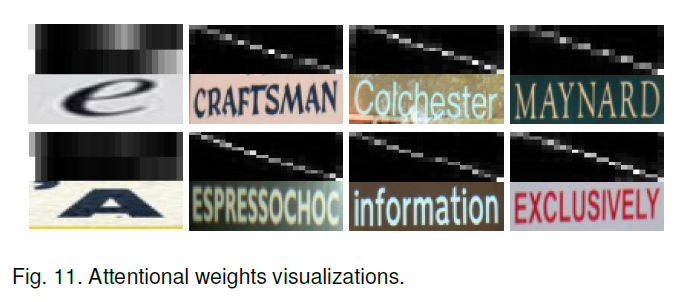 e CRAFTSMAN Colchester MAYNARD
'A ESPRESSOCHOC information EXCLUSIVELY
Fig. 11. Attentional weights visualizations.